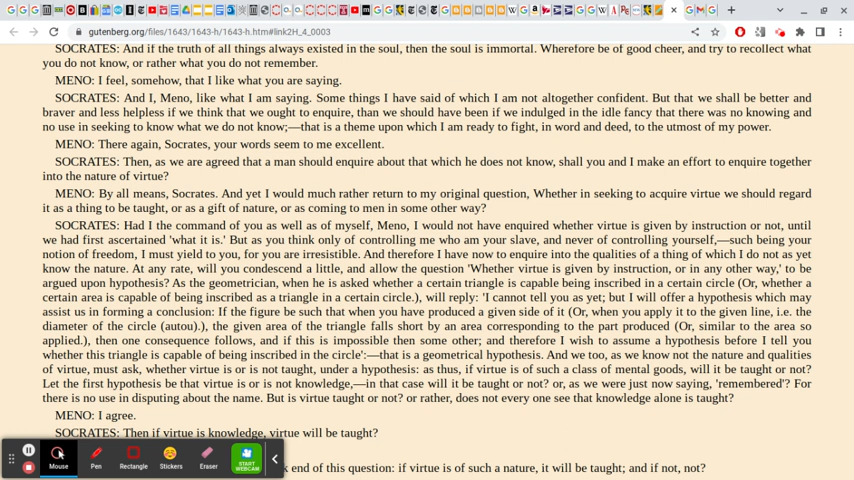 gutenberg.org/files/1643/1643-h/1643-h.htm#link2H_4_0003
SOCRATES: And if the truth of all things always existed in the soul, then the soul is immortal. Wherefore be of good cheer, and try to recollect what
you do not know, or rather what you do not remember.
MENO: I feel, somehow, that I like what you are saying.
SOCRATES: And I, Meno, like what I am saying. Some things I have said of which I am not altogether confident. But that we shall be better and
braver and less helpless if we think that we ought to enquire, than we should have been if we indulged in the idle fancy that there was no knowing and
no use in seeking to know what we do not know;—that is a theme upon which I am ready to fight, in word and deed, to the utmost of my power.
MENO: There again, Socrates, your words seem to me excellent.
SOCRATES: Then, as we are agreed that a man should enquire about that which he does not know, shall you and I make an effort to enquire together
into the nature of virtue?
MENO: By all means, Socrates. And yet I would much rather return to my original question, Whether in seeking to acquire virtue we should regard
it as a thing to be taught, or as a gift of nature, or as coming to men in some other way?
SOCRATES: Had I the command of you as well as of myself, Meno, I would not have enquired whether virtue is given by instruction or not, until
we had first ascertained 'what it is.' But as you think only of controlling me who am your slave, and never of controlling yourself,—such being your
notion of freedom, I must yield to you, for you are irresistible. And therefore I have now to enquire into the qualities of a thing of which I do not as yet
know the nature. At any rate, will you condescend a little, and allow the question 'Whether virtue is given by instruction, or in any other way,' to be
argued upon hypothesis? As the geometrician, when he is asked whether a certain triangle is capable being inscribed in a certain circle (Or, whether a
certain area is capable of being inscribed as a triangle in a certain circle.), will reply: 'I cannot tell you as yet; but I will offer a hypothesis which may
assist us in forming a conclusion: If the figure be such that when you have produced a given side of it (Or, when you apply it to the given line, i.e. the
diameter of the circle (autou).), the given area of the triangle falls short by an area corresponding to the part produced (Or, similar to the area so
applied.), then one consequence follows, and if this is impossible then some other; and therefore I wish to assume a hypothesis before I tell you
whether this triangle is capable of being inscribed in the circle':—that is a geometrical hypothesis. And we too, as we know not the nature and qualities
of virtue, must ask, whether virtue is or is not taught, under a hypothesis: as thus, if virtue is of such a class of mental goods, will it be taught or not?
Let the first hypothesis be that virtue is or is not knowledge,—in that case will it be taught or not? or, as we were just now saying, 'remembered'? For
there is no use in disputing about the name. But is virtue taught or not? or rather, does not every one see that knowledge alone is taught?
MENO: I agree.
SOCRATES: Then if virtue is knowledge, virtue will be taught?
end of this question: if virtue is of such a nature, it will be taught; and if not, not?
Mouse Pen Rectangle Stickers Eraser START WEBCAM